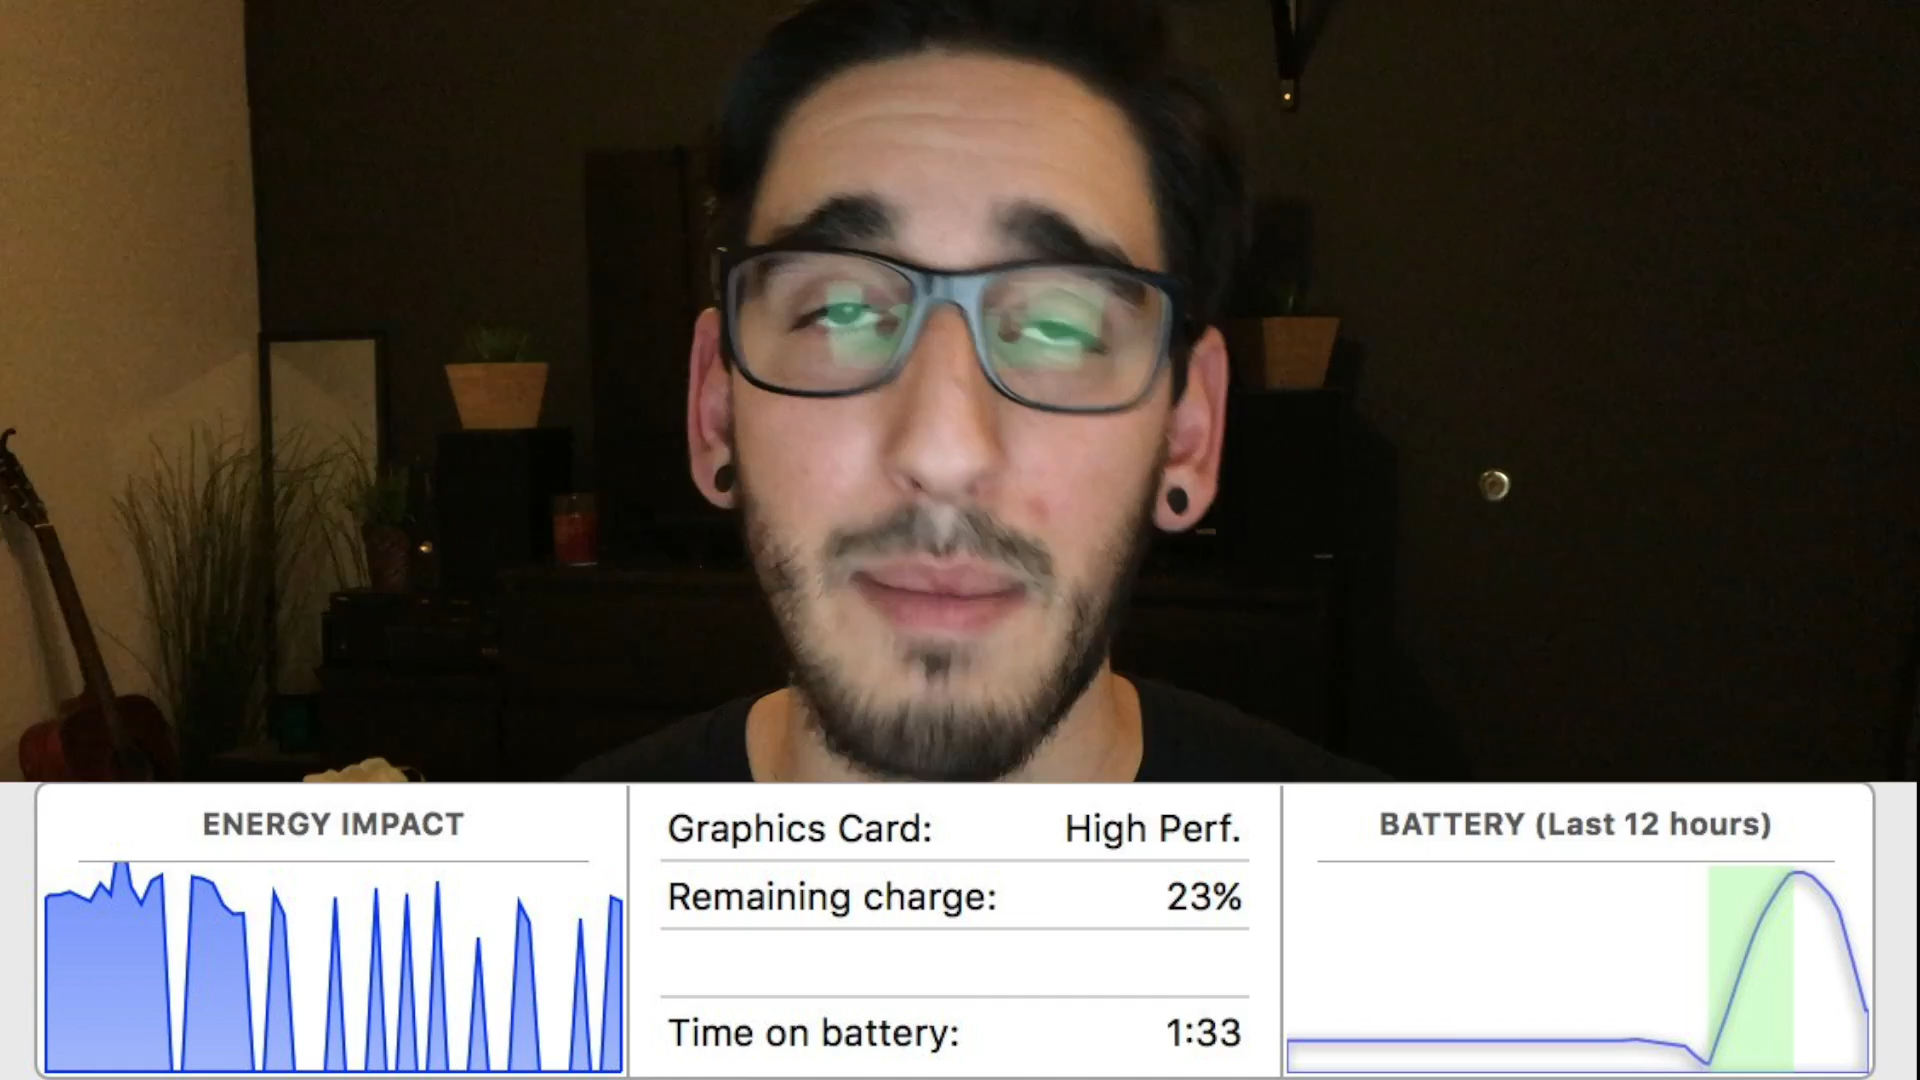 ENERGY IMPACT
Graphics Card: High Perf.
Remaining charge: 23%
Time on battery: 1:33
BATTERY (Last 12 hours)